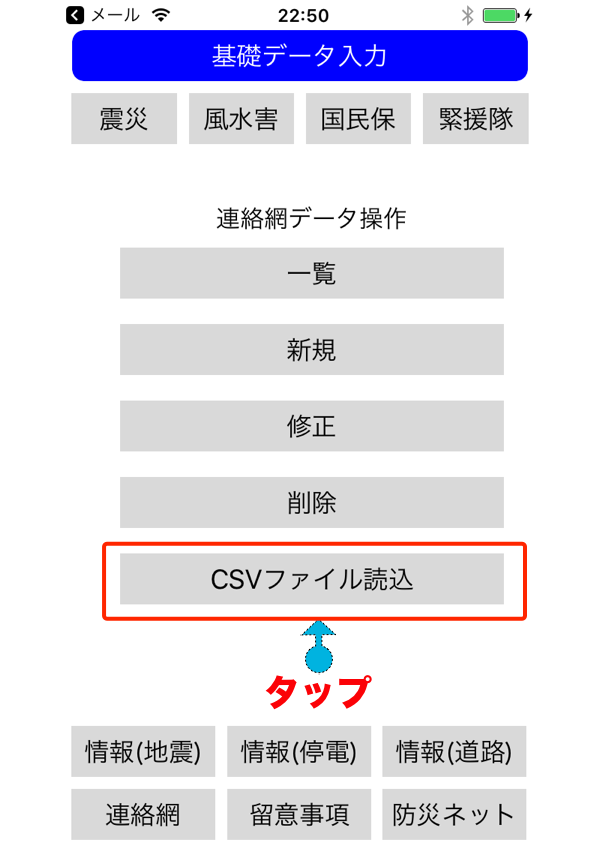 メール 22:50
基礎データ入力
震災 風水害 国民保 緊援隊
連絡網データ操作
一覧
新規
修正
削除
CSVファイル読込
タップ
情報(地震) 情報(停電) 情報(道路)
連絡網 留意事項 防災ネット